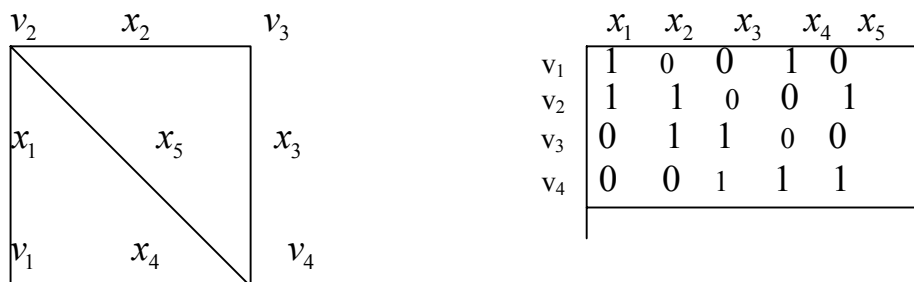 v₂ x₂ v₃
x₁ x₅ x₃
v₁ x₄ v₄
x₁ x₂ x₃ x₄ x₅
v₁ 1 0 0 1 0
v₂ 1 1 0 0 1
v₃ 0 1 1 0 0
v₄ 0 0 1 1 1